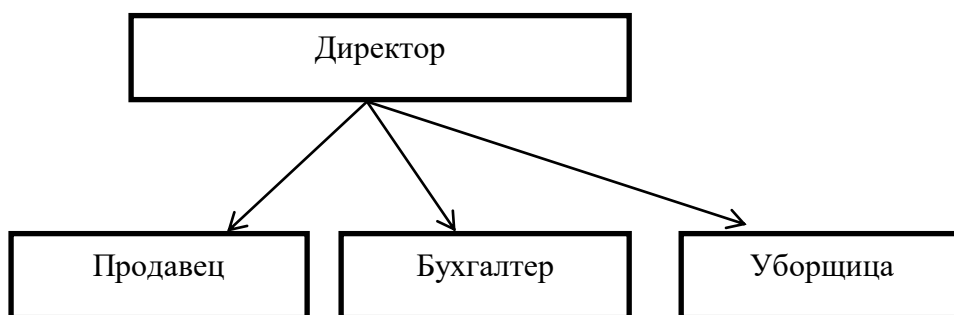 Директор
Продавец
Бухгалтер
Уборщица